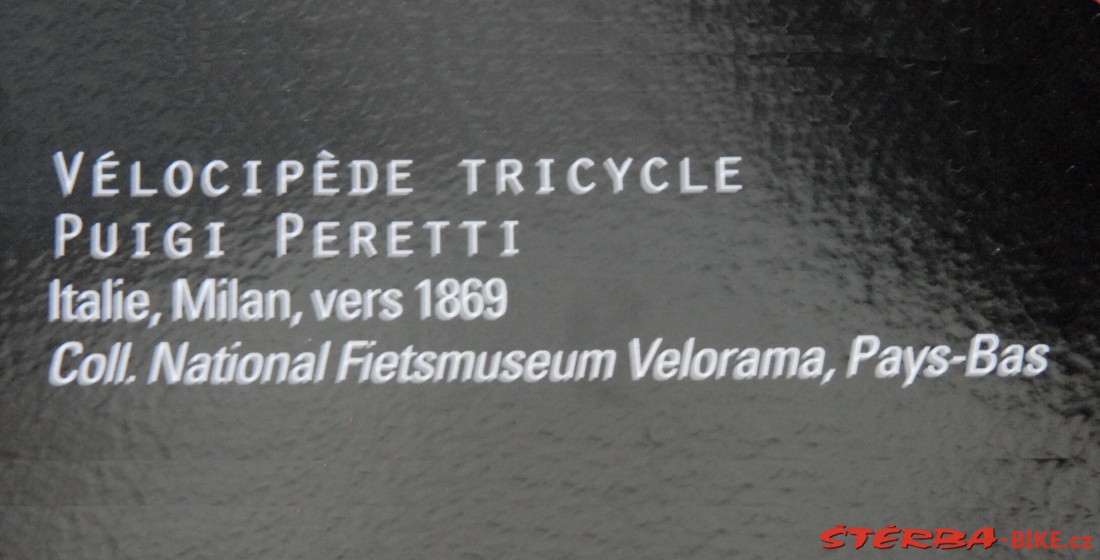 VÉLOCIPÈDE TRICYCLE
PUIGI PERETTI
Italie, Milan, vers 1869
Coll. National Fietsmuseum Velorama, Pays-Bas
ŠTĚRBA-BIKE.cz